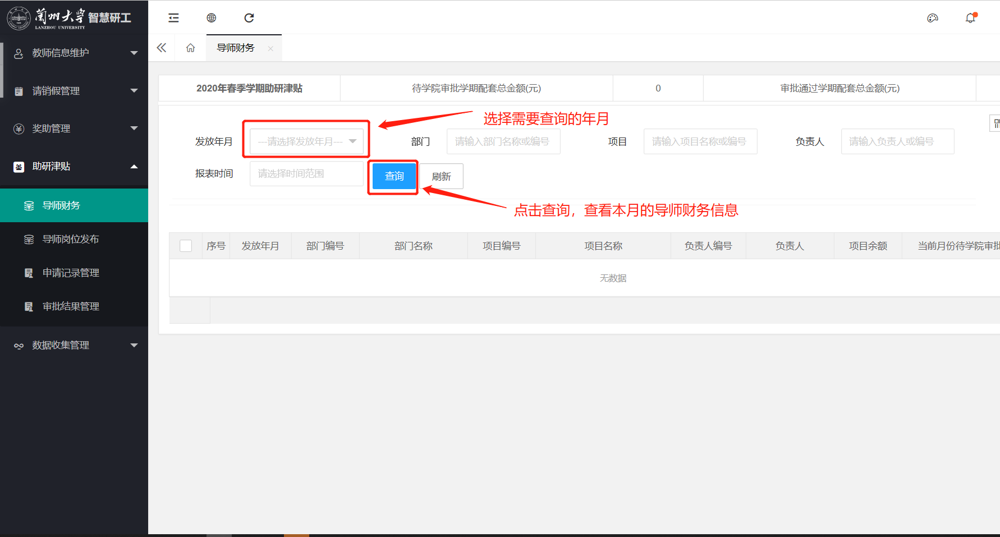 兰州大学 智慧研工
LANZHOU UNIVERSITY
教师信息维护
请销假管理
奖助管理
助研津贴
导师财务
导师岗位发布
申请记录管理
审批结果管理
数据收集管理
导师财务
2020年春季学期助研津贴 待学院审批学期配套总金额(元) 0 审批通过学期配套总金额(元)
选择需要查询的年月
发放年月 ---请选择发放年月--- 部门 请输入部门名称或编号 项目 请输入项目名称或编号 负责人 请输入负责人或编号
报表时间 请选择时间范围 查询 刷新
点击查询，查看本月的导师财务信息
序号 发放年月 部门编号 部门名称 项目编号 项目名称 负责人编号 负责人 项目余额 当前月份待学院审批
无数据